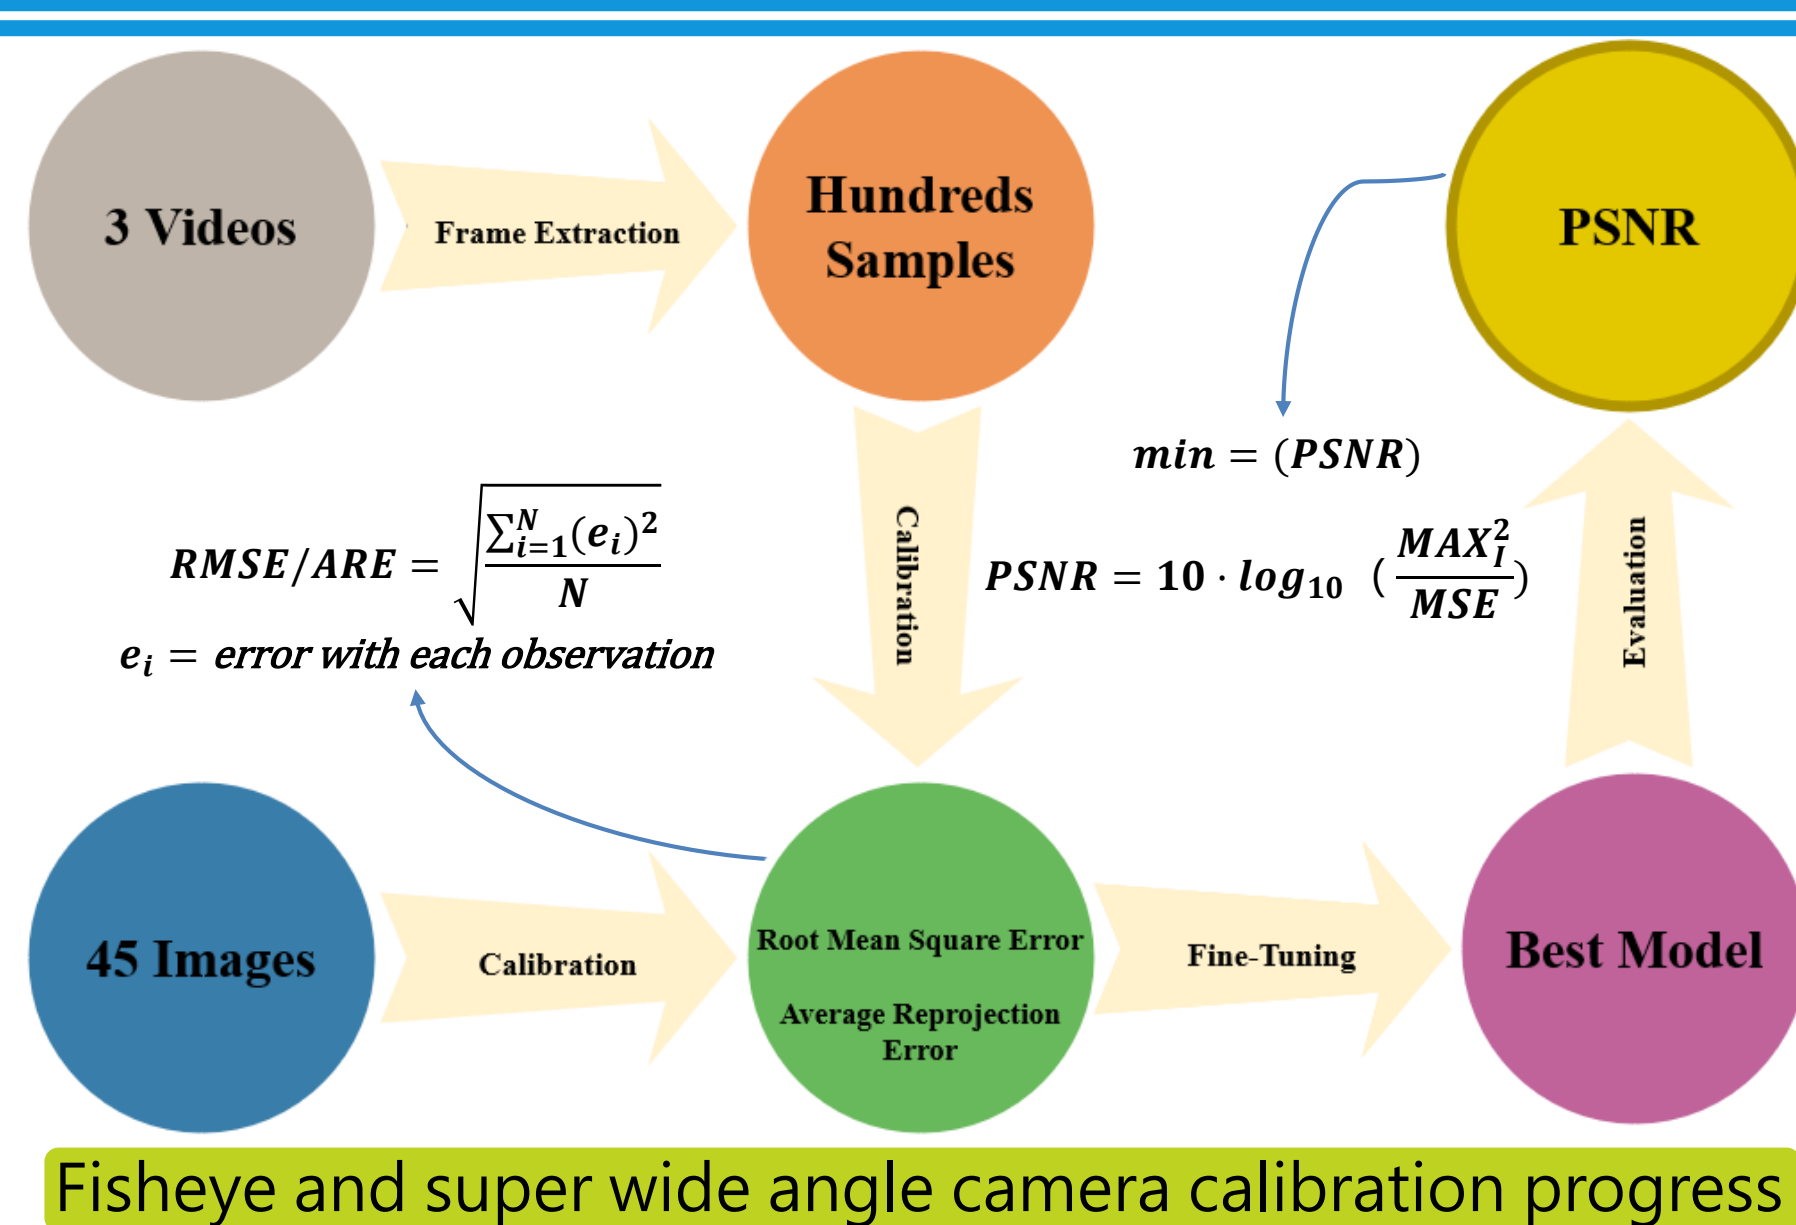 3 Videos
Frame Extraction
Hundreds
Samples
PSNR
min = (PSNR)
RMSE/ARE = √(∑_{i=1}^{N}(e_i)^2 / N)
e_i = error with each observation
Calibration
PSNR = 10 · log_10 (MAX_I^2 / MSE)
Evaluation
45 Images
Calibration
Root Mean Square Error
Average Reprojection
Error
Fine-Tuning
Best Model
Fisheye and super wide angle camera calibration progress